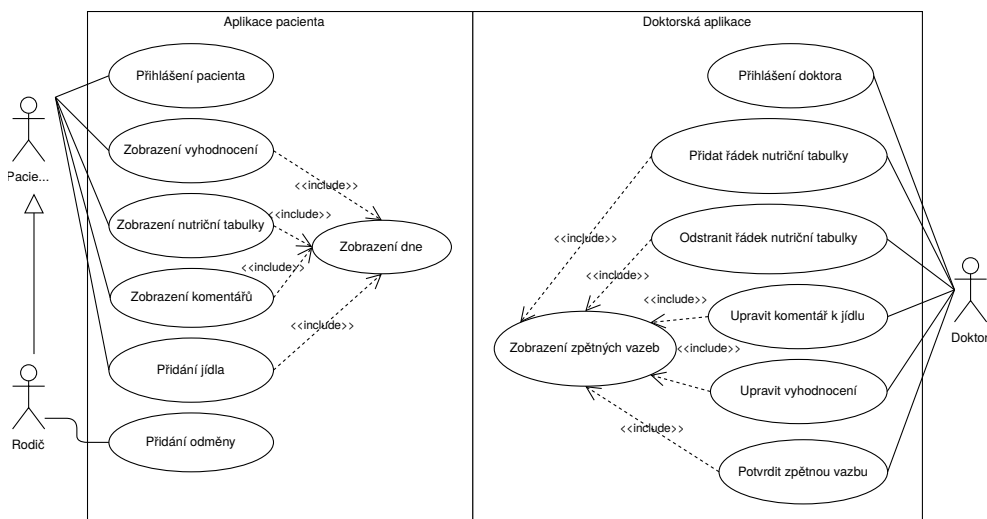 Aplikace pacienta
Doktorská aplikace
Přihlášení pacienta
Zobrazení vyhodnocení
Zobrazení nutriční tabulky
Zobrazení komentářů
Přidání jídla
Přidání odměny
Zobrazení dne
<<include>>
<<include>>
<<include>>
<<include>>
Pacie...
Rodič
Přihlášení doktora
Přidat řádek nutriční tabulky
Odstranit řádek nutriční tabulky
Upravit komentář k jídlu
Upravit vyhodnocení
Potvrdit zpětnou vazbu
Zobrazení zpětných vazeb
<<include>>
<<include>>
<<include>>
<<include>>
<<include>>
Doktor